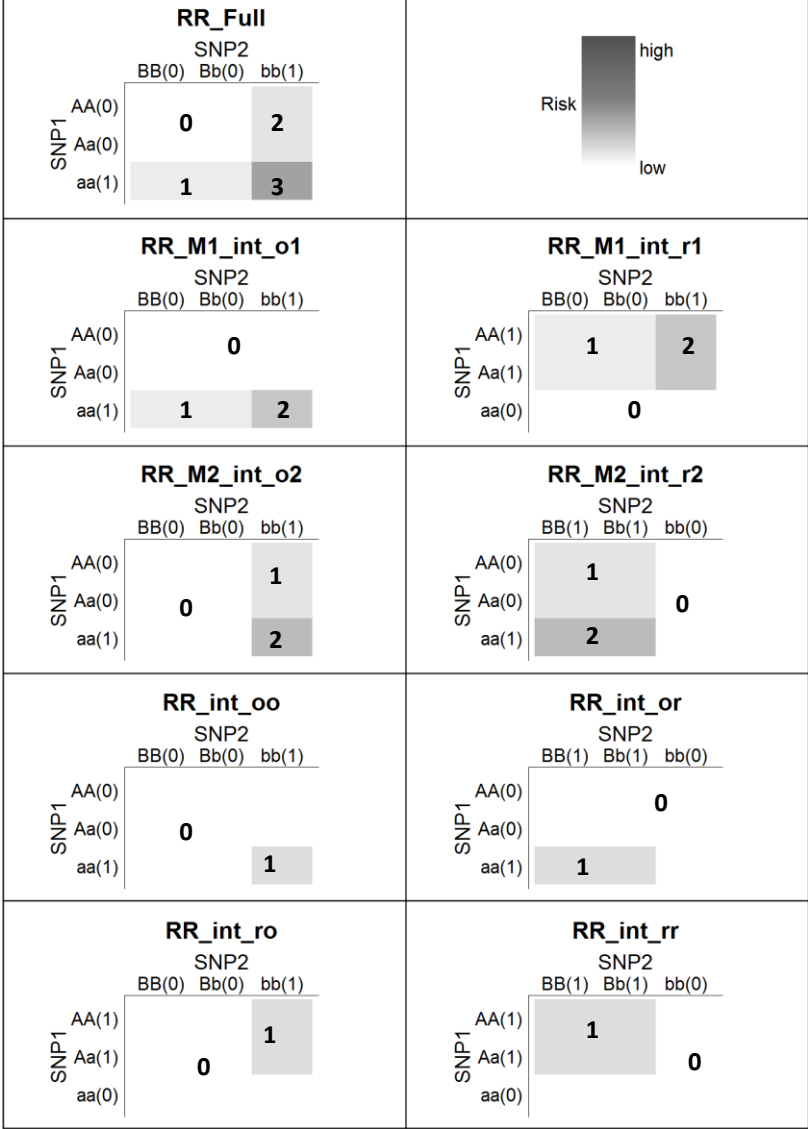 RR_Full
SNP2
BB(0) Bb(0) bb(1)
SNP1
AA(0)
Aa(0)
aa(1)
0 2
1 3
high
Risk
low
RR_M1_int_o1
SNP2
BB(0) Bb(0) bb(1)
SNP1
AA(0)
Aa(0)
aa(1)
0
1 2
RR_M1_int_r1
SNP2
BB(0) Bb(0) bb(1)
SNP1
AA(1)
Aa(1)
aa(0)
1 2
0
RR_M2_int_o2
SNP2
BB(0) Bb(0) bb(1)
SNP1
AA(0)
Aa(0)
aa(1)
1
0
2
RR_M2_int_r2
SNP2
BB(1) Bb(1) bb(0)
SNP1
AA(0)
Aa(0)
aa(1)
1
0
2
RR_int_oo
SNP2
BB(0) Bb(0) bb(1)
SNP1
AA(0)
Aa(0)
aa(1)
0
1
RR_int_or
SNP2
BB(1) Bb(1) bb(0)
SNP1
AA(0)
Aa(0)
aa(1)
0
1
RR_int_ro
SNP2
BB(0) Bb(0) bb(1)
SNP1
AA(1)
Aa(1)
aa(0)
1
0
RR_int_rr
SNP2
BB(1) Bb(1) bb(0)
SNP1
AA(1)
Aa(1)
aa(0)
1
0